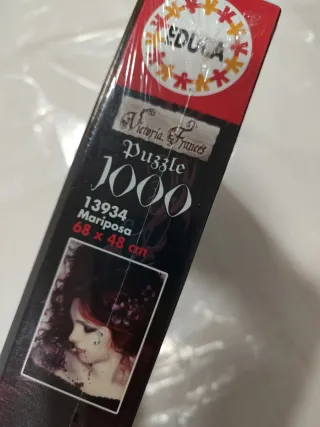 EDUCA
Victoria Francés
Puzzle
1000
13934
Mariposa
68 x 48 cm